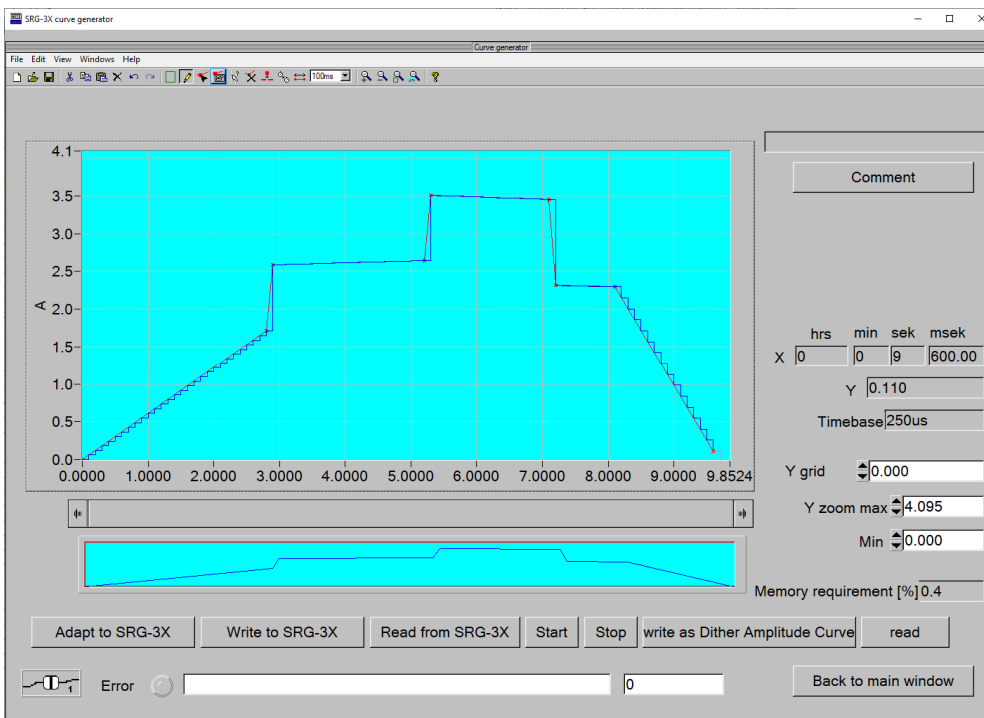 SRG-3X curve generator
Curve generator
File Edit View Windows Help
100ms
4.1
3.5
3.0
2.5
2.0
1.5
1.0
0.5
0.0
A
0.0000 1.0000 2.0000 3.0000 4.0000 5.0000 6.0000 7.0000 8.0000 9.0000 9.8524
Comment
hrs min sek msek
X 0 0 9 600.00
Y 0.110
Timebase 250us
Y grid 0.000
Y zoom max 4.095
Min 0.000
Memory requirement [%] 0.4
Adapt to SRG-3X Write to SRG-3X Read from SRG-3X Start Stop write as Dither Amplitude Curve read
1 Error 0 Back to main window